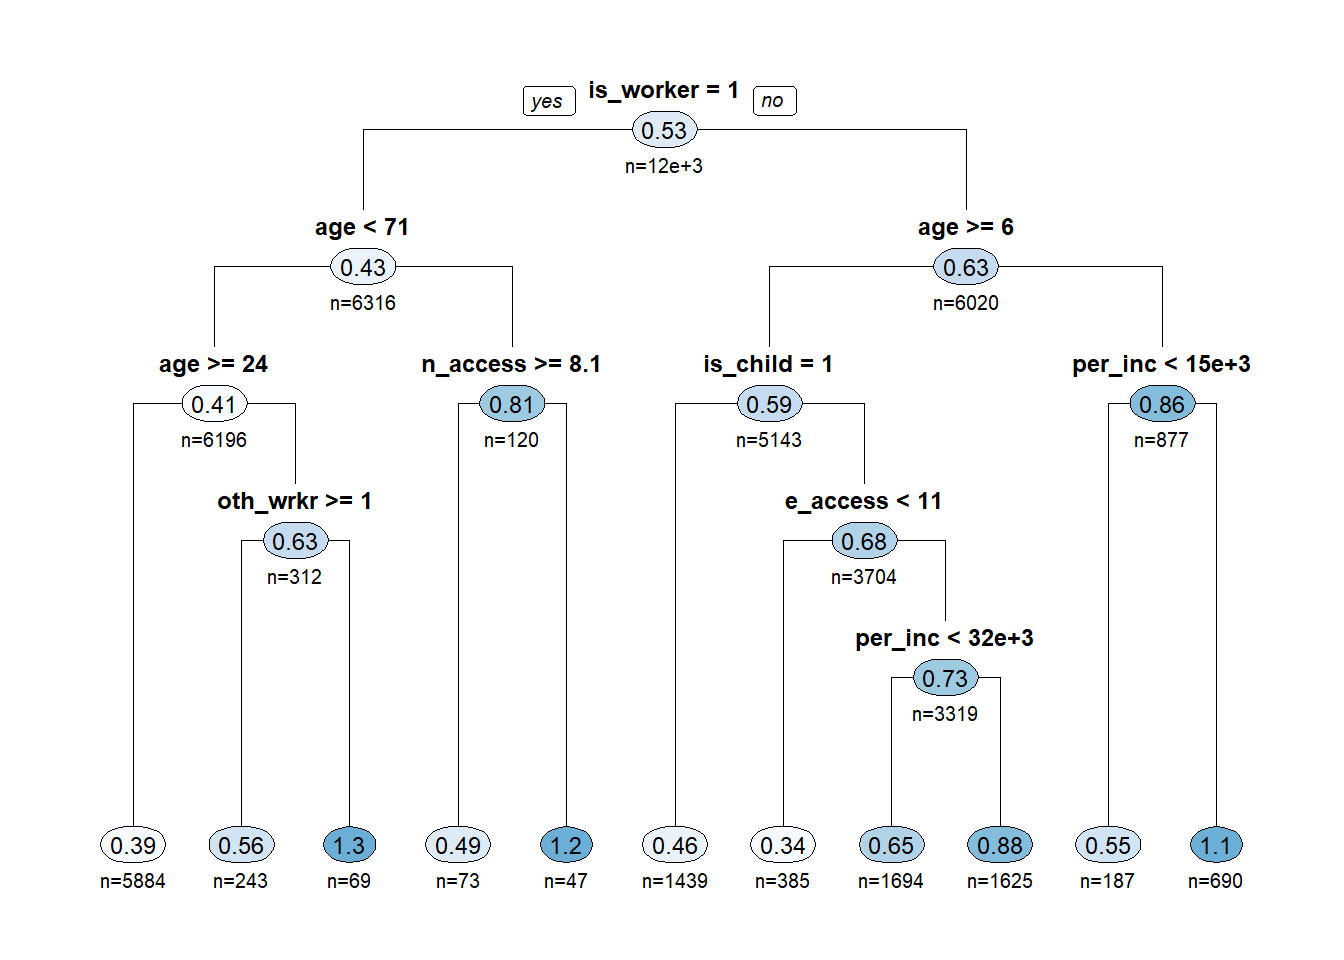 is_worker = 1
yes
no
0.53
n=12e+3
age < 71
age >= 6
0.43
0.63
n=6316
n=6020
age >= 24
n_access >= 8.1
is_child = 1
per_inc < 15e+3
0.41
0.81
0.59
0.86
n=6196
n=120
n=5143
n=877
oth_wrkr >= 1
e_access < 11
0.63
0.68
n=312
n=3704
per_inc < 32e+3
0.73
n=3319
0.39
0.56
1.3
0.49
1.2
0.46
0.34
0.65
0.88
0.55
1.1
n=5884
n=243
n=69
n=73
n=47
n=1439
n=385
n=1694
n=1625
n=187
n=690